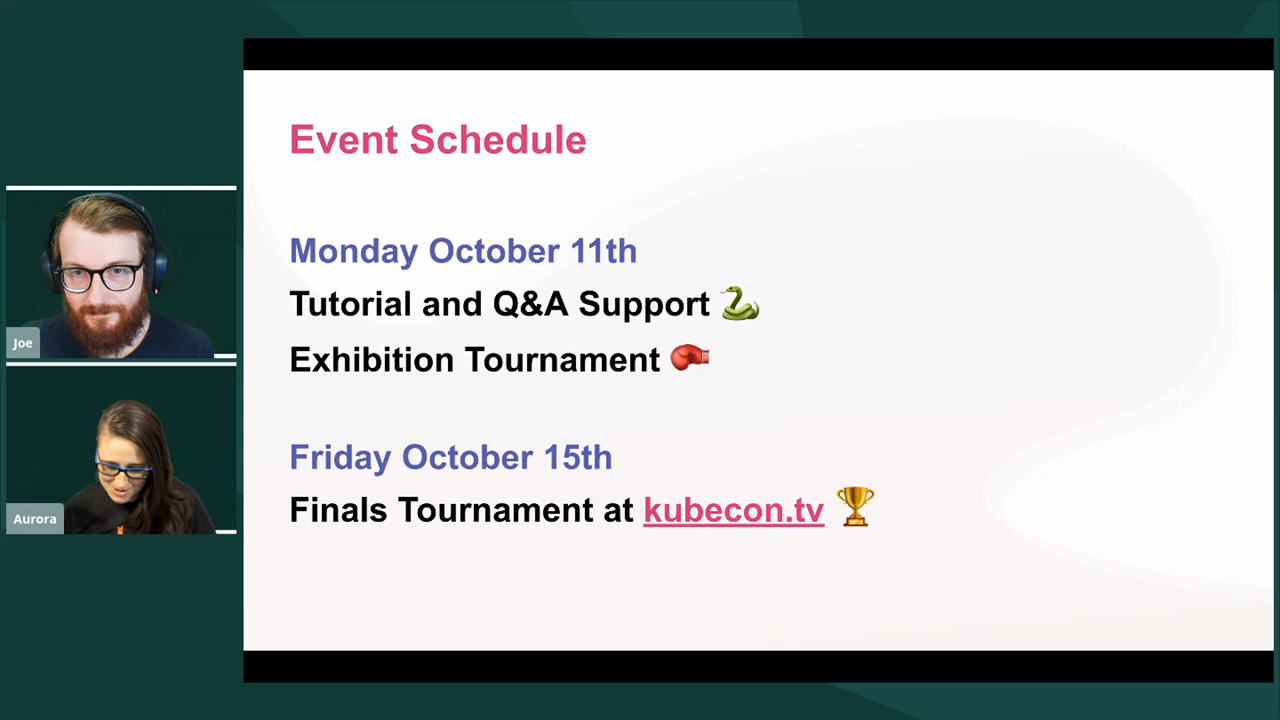 Event Schedule
Monday October 11th
Tutorial and Q&A Support 🐍
Exhibition Tournament 🥊
Friday October 15th
Finals Tournament at kubecon.tv 🏆
Joe
Aurora